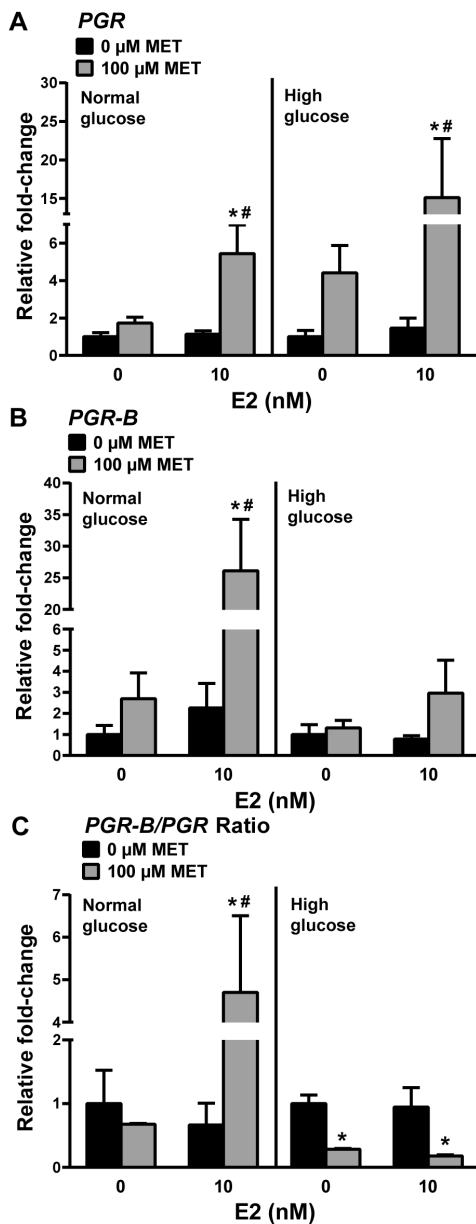 A
PGR
0 µM MET
100 µM MET
Relative fold-change
30
25
20
15
6
4
2
0
Normal
glucose
*#
High
glucose
*#
0
10
0
10
E2 (nM)
B
PGR-B
0 µM MET
100 µM MET
Relative fold-change
40
35
30
25
20
6
5
4
3
2
1
0
Normal
glucose
*#
High
glucose
0
10
0
10
E2 (nM)
C
PGR-B/PGR Ratio
0 µM MET
100 µM MET
Relative fold-change
7
6
5
4
2
1
0
Normal
glucose
*#
High
glucose
*
*
0
10
0
10
E2 (nM)